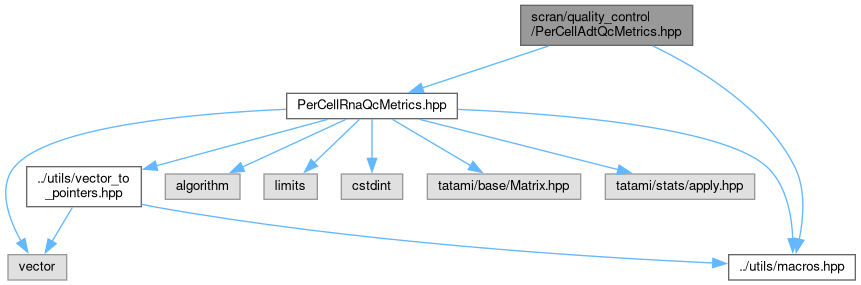 scran/quality_control
/PerCellAdtQcMetrics.hpp
PerCellRnaQcMetrics.hpp
../utils/vector_to
_pointers.hpp
algorithm
limits
cstdint
tatami/base/Matrix.hpp
tatami/stats/apply.hpp
vector
../utils/macros.hpp